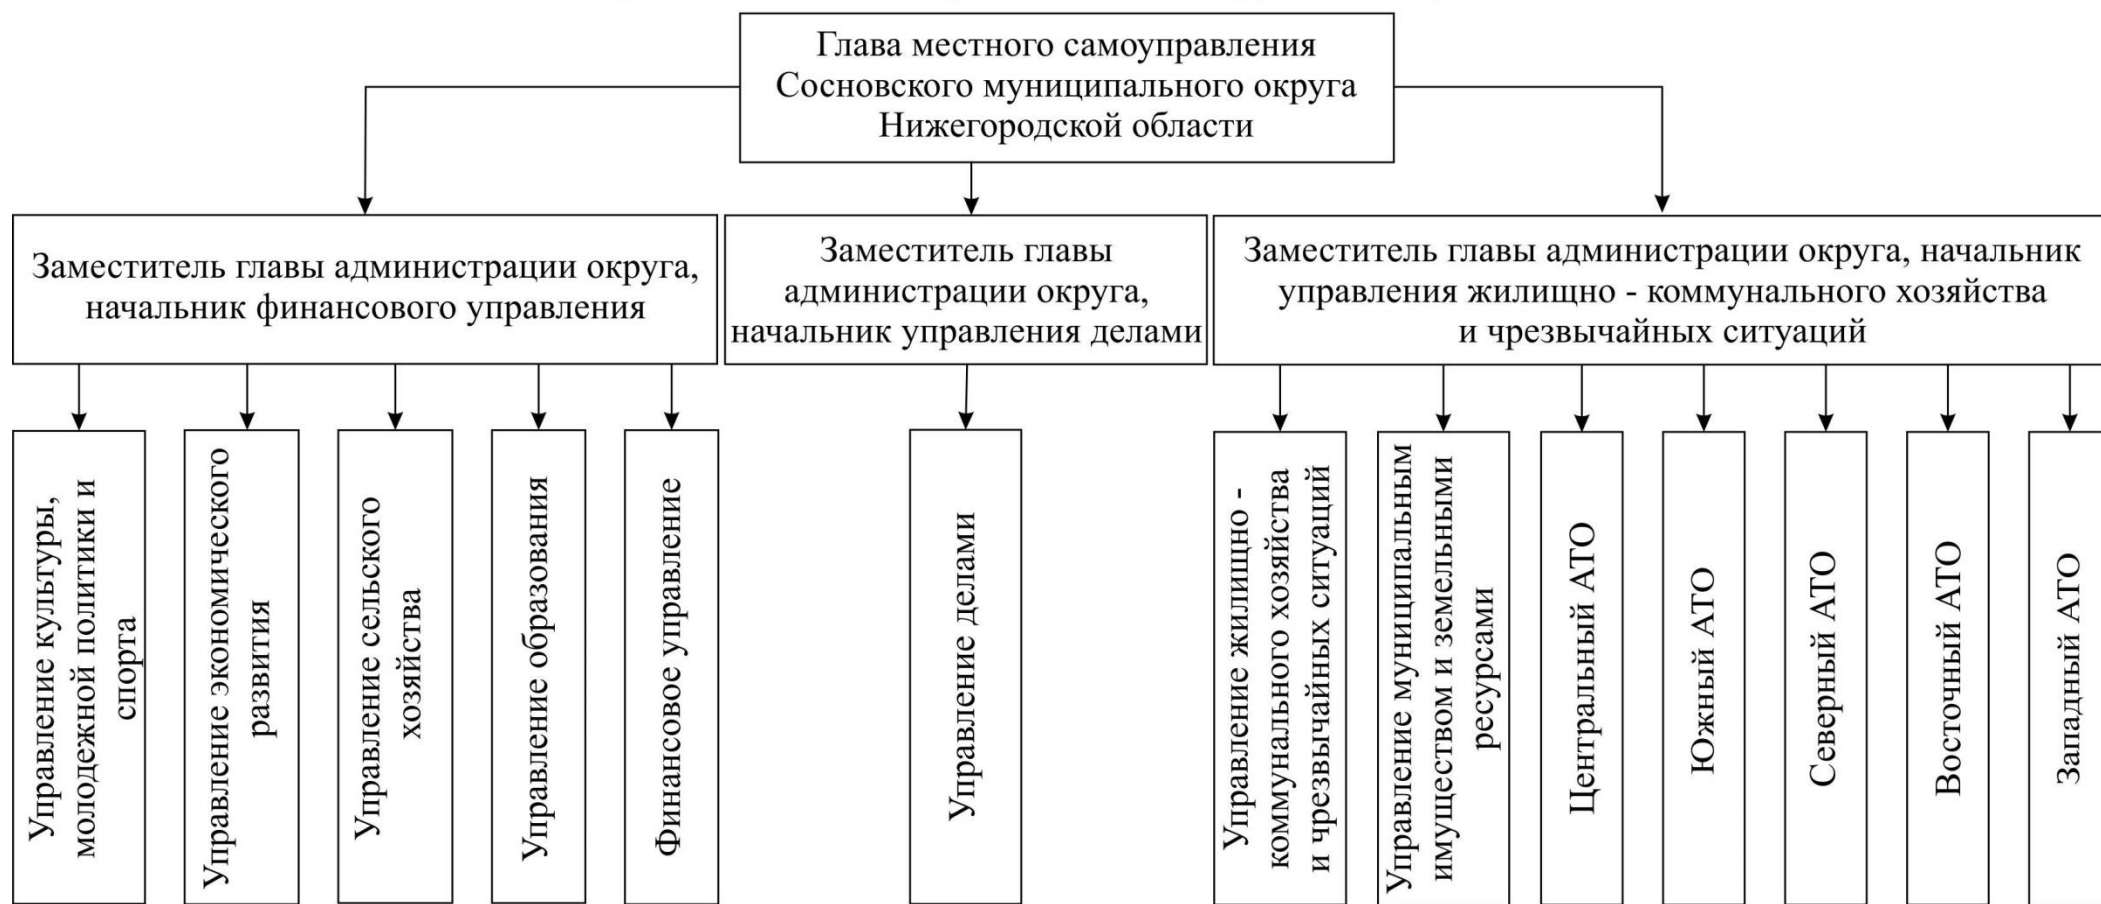 Глава местного самоуправления
Сосновского муниципального округа
Нижегородской области
Заместитель главы администрации округа,
начальник финансового управления
Заместитель главы
администрации округа,
начальник управления делами
Заместитель главы администрации округа, начальник
управления жилищно - коммунального хозяйства
и чрезвычайных ситуаций
Управление культуры,
молодежной политики и
спорта
Управление экономического
развития
Управление сельского
хозяйства
Управление образования
Финансовое управление
Управление делами
Управление жилищно -
коммунального хозяйства
и чрезвычайных ситуаций
Управление муниципальным
имуществом и земельными
ресурсами
Центральный АТО
Южный АТО
Северный АТО
Восточный АТО
Западный АТО